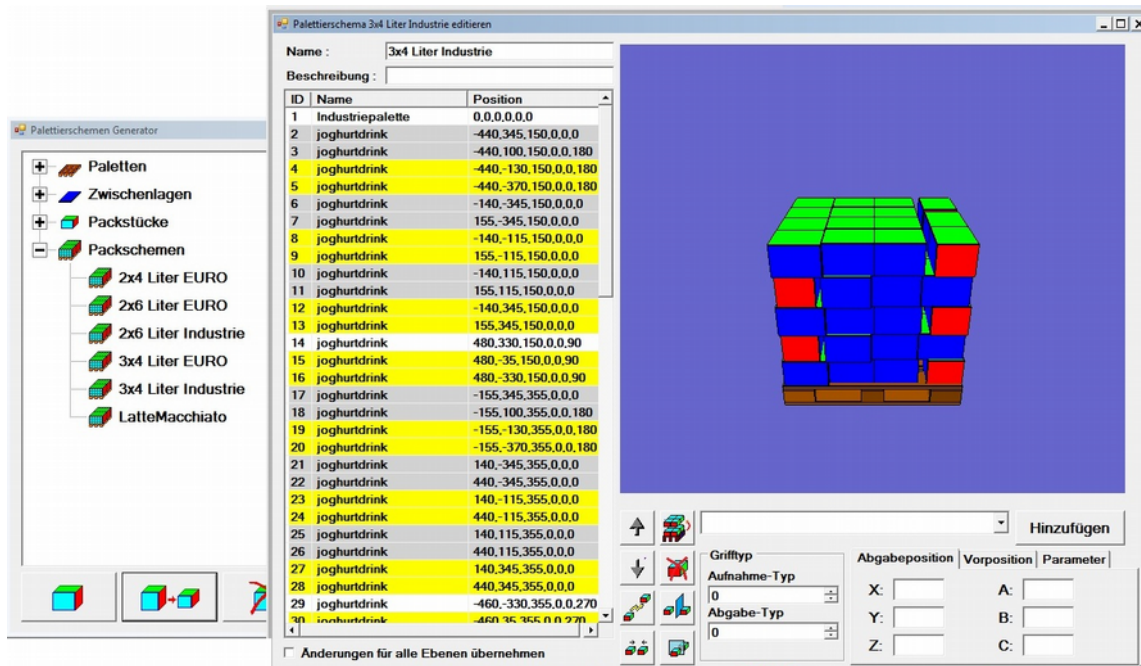 Palettierschema 3x4 Liter Industrie editieren
Name : 3x4 Liter Industrie
Beschreibung :
ID Name Position
1 Industriepalette 0,0,0,0,0,0
2 joghurtdrink -440,345,150,0,0,0
3 joghurtdrink -440,100,150,0,0,180
4 joghurtdrink -440,-130,150,0,0,180
5 joghurtdrink -440,-370,150,0,0,180
6 joghurtdrink -140,-345,150,0,0,0
7 joghurtdrink 155,-345,150,0,0,0
8 joghurtdrink -140,-115,150,0,0,0
9 joghurtdrink 155,-115,150,0,0,0
10 joghurtdrink -140,115,150,0,0,0
11 joghurtdrink 155,115,150,0,0,0
12 joghurtdrink -140,345,150,0,0,0
13 joghurtdrink 155,345,150,0,0,0
14 joghurtdrink 480,330,150,0,0,90
15 joghurtdrink 480,-35,150,0,0,90
16 joghurtdrink 480,-330,150,0,0,90
17 joghurtdrink -155,345,355,0,0,0
18 joghurtdrink -155,100,355,0,0,180
19 joghurtdrink -155,-130,355,0,0,180
20 joghurtdrink -155,-370,355,0,0,180
21 joghurtdrink 140,-345,355,0,0,0
22 joghurtdrink 440,-345,355,0,0,0
23 joghurtdrink 140,-115,355,0,0,0
24 joghurtdrink 440,-115,355,0,0,0
25 joghurtdrink 140,115,355,0,0,0
26 joghurtdrink 440,115,355,0,0,0
27 joghurtdrink 140,345,355,0,0,0
28 joghurtdrink 440,345,355,0,0,0
29 joghurtdrink -460,-330,355,0,0,270
30 joghurtdrink -460,35,355,0,0,270
Änderungen für alle Ebenen übernehmen
Palettierschemen Generator
Paletten
Zwischenlagen
Packstücke
Packschemen
2x4 Liter EURO
2x6 Liter EURO
2x6 Liter Industrie
3x4 Liter EURO
3x4 Liter Industrie
LatteMacchiato
Hinzufügen
Grifftyp
Aufnahme-Typ
0
Abgabe-Typ
0
Abgabeposition Vorposition Parameter
X: A:
Y: B:
Z: C: